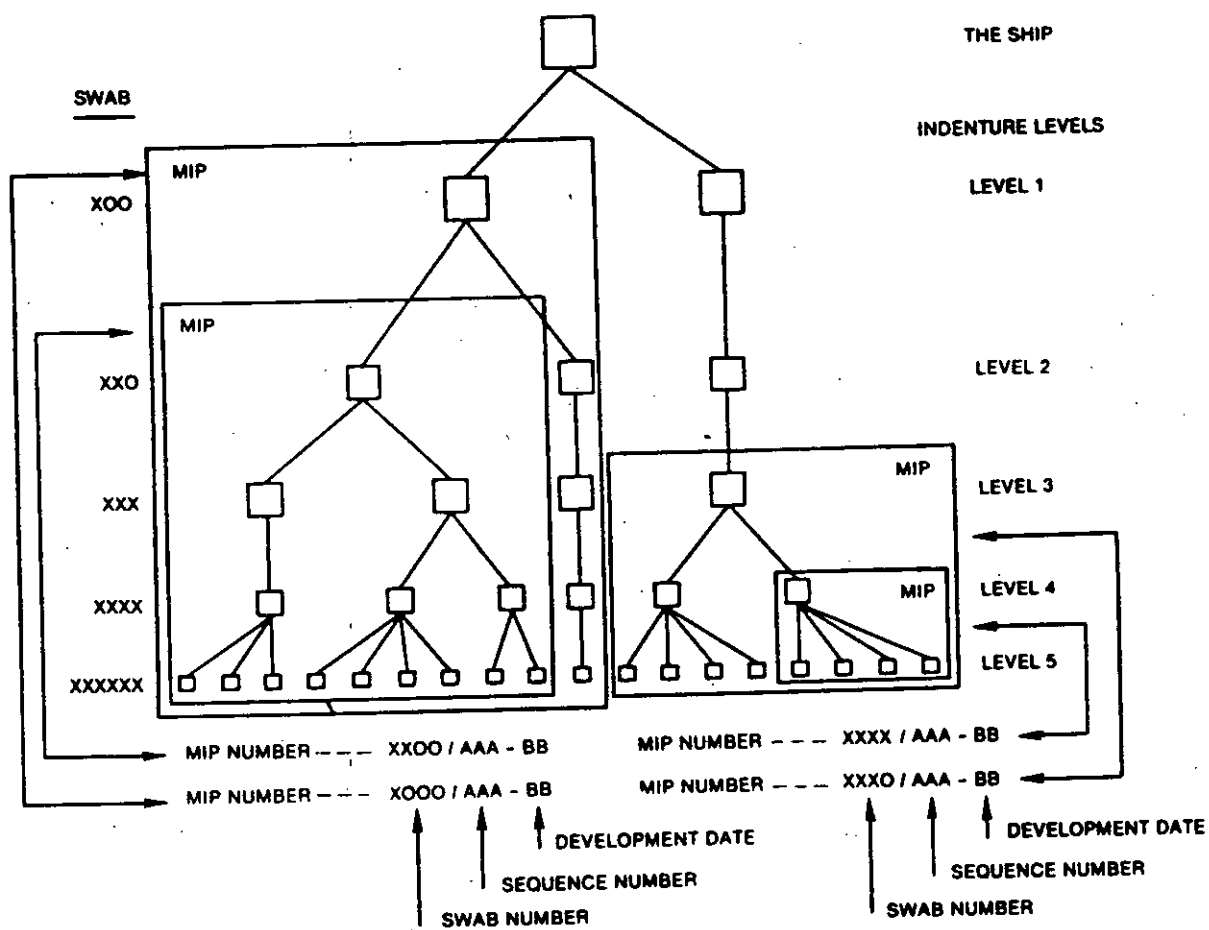 THE SHIP
SWAB
INDENTURE LEVELS
MIP
XOO
LEVEL 1
MIP
XXO
LEVEL 2
MIP
XXX
LEVEL 3
MIP
XXXX
LEVEL 4
XXXXXX
LEVEL 5
MIP NUMBER --- XXOO / AAA - BB
MIP NUMBER --- XXXX / AAA - BB
MIP NUMBER --- XOOO / AAA - BB
MIP NUMBER --- XXXO / AAA - BB
DEVELOPMENT DATE
DEVELOPMENT DATE
SEQUENCE NUMBER
SEQUENCE NUMBER
SWAB NUMBER
SWAB NUMBER